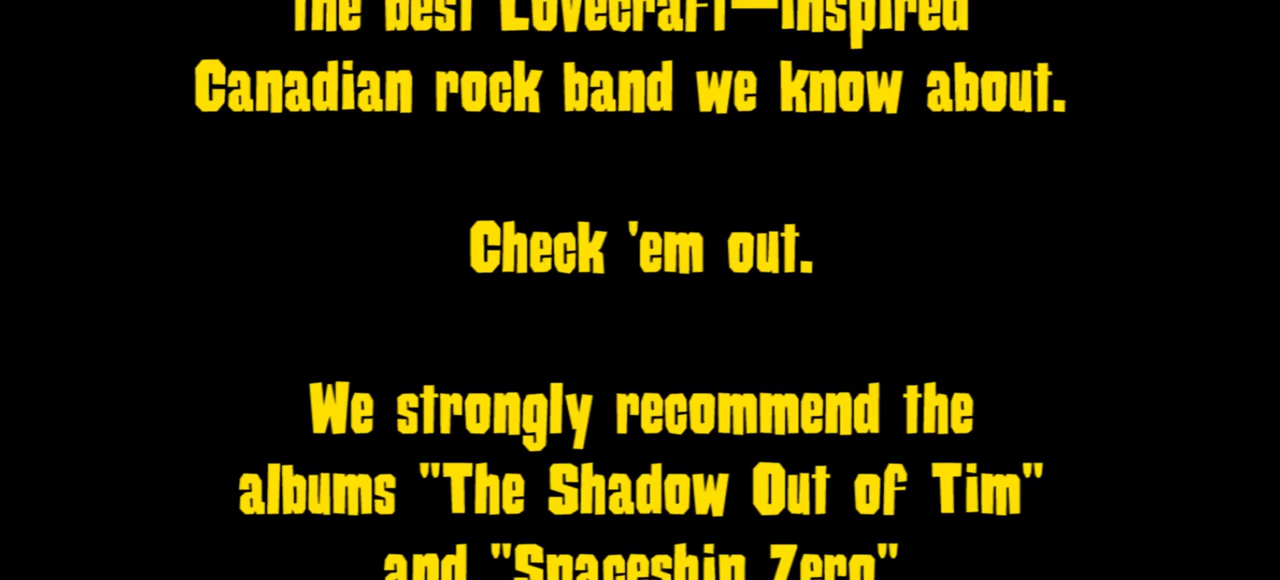 The best Lovecraft-inspired
Canadian rock band we know about.
Check 'em out.
We strongly recommend the
albums "The Shadow Out of Tim"
and "Spaceship Zero"